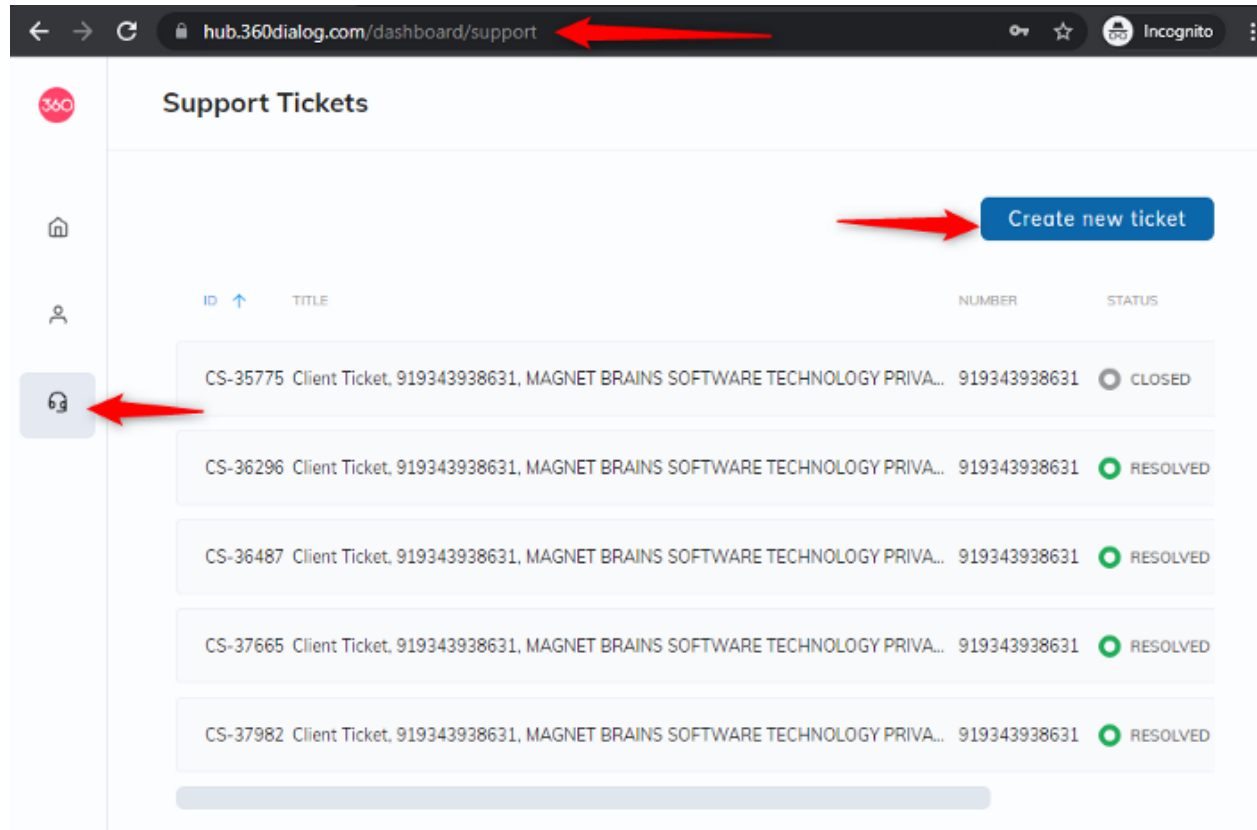 hub.360dialog.com/dashboard/support Incognito
360 Support Tickets
Create new ticket
ID TITLE NUMBER STATUS
CS-35775 Client Ticket, 919343938631, MAGNET BRAINS SOFTWARE TECHNOLOGY PRIVA... 919343938631 CLOSED
CS-36296 Client Ticket, 919343938631, MAGNET BRAINS SOFTWARE TECHNOLOGY PRIVA... 919343938631 RESOLVED
CS-36487 Client Ticket, 919343938631, MAGNET BRAINS SOFTWARE TECHNOLOGY PRIVA... 919343938631 RESOLVED
CS-37665 Client Ticket, 919343938631, MAGNET BRAINS SOFTWARE TECHNOLOGY PRIVA... 919343938631 RESOLVED
CS-37982 Client Ticket, 919343938631, MAGNET BRAINS SOFTWARE TECHNOLOGY PRIVA... 919343938631 RESOLVED